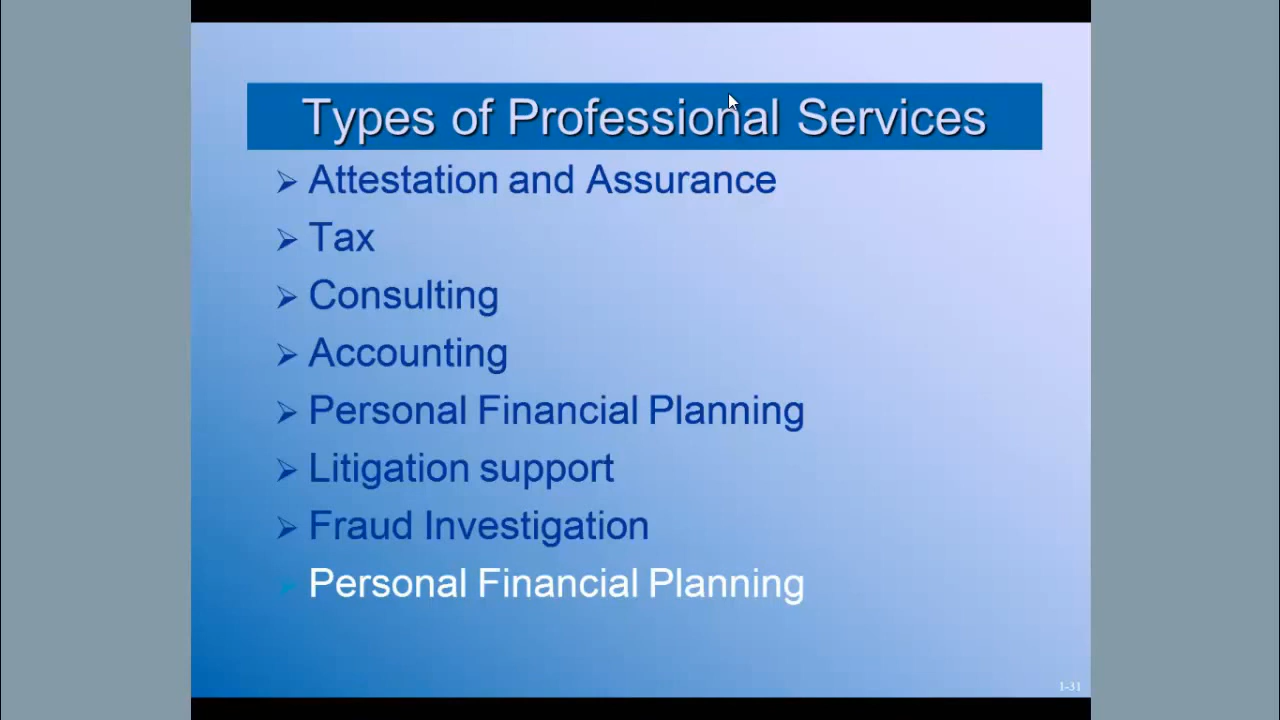 Types of Professional Services
Attestation and Assurance
Tax
Consulting
Accounting
Personal Financial Planning
Litigation support
Fraud Investigation
Personal Financial Planning
1-31